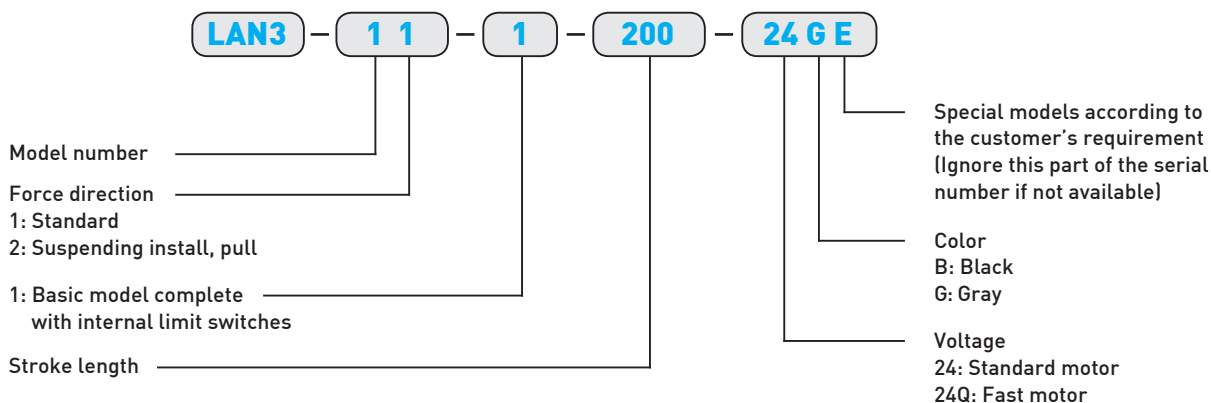 LAN3 – 1 1 – 1 – 200 – 24 G E
Model number
Force direction
1: Standard
2: Suspending install, pull
1: Basic model complete
with internal limit switches
Stroke length
Special models according to
the customer’s requirement
(Ignore this part of the serial
number if not available)
Color
B: Black
G: Gray
Voltage
24: Standard motor
24Q: Fast motor